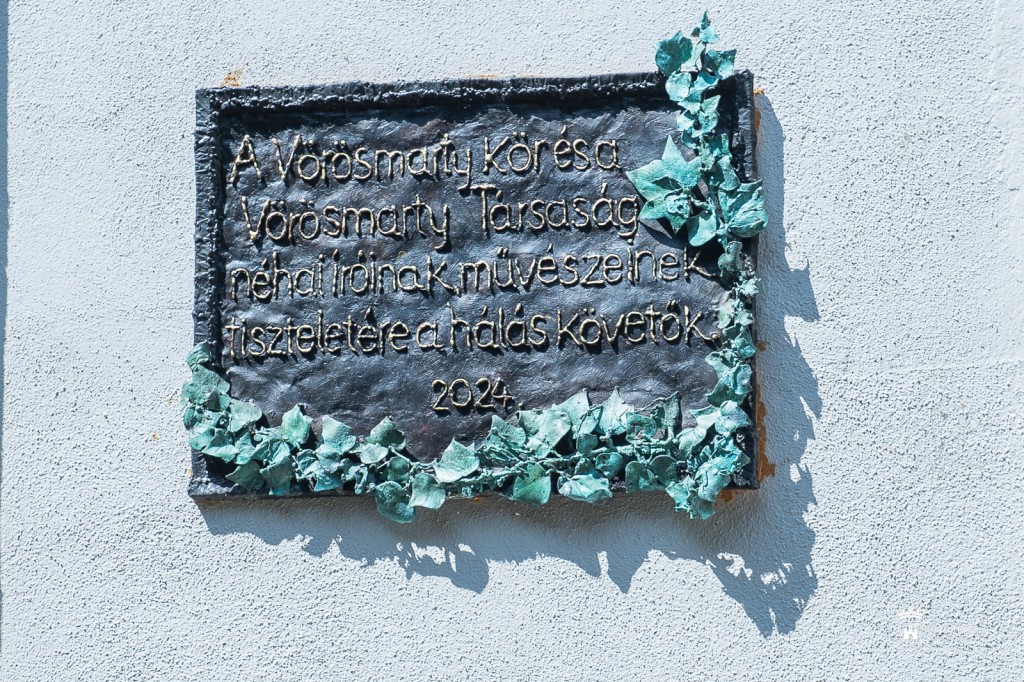 A Vörösmarty kör és a
Vörösmarty Társaság
néhai íróinak, művészeinek
tiszteletére a hálás követők.
2024.